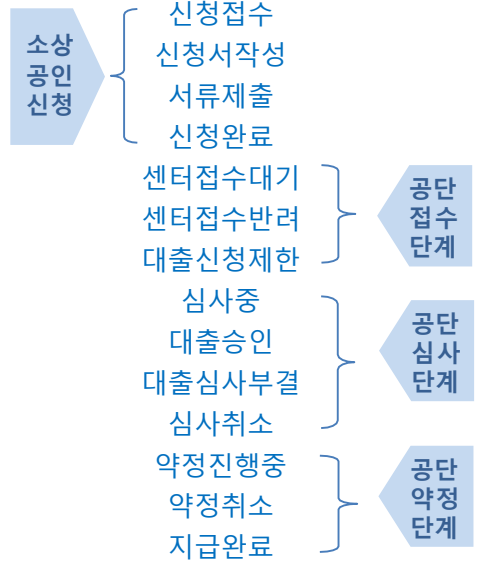 소상
공인
신청
신청접수
신청서작성
서류제출
신청완료
센터접수대기
센터접수반려
대출신청제한
공단
접수
단계
심사중
대출승인
대출심사부결
심사취소
공단
심사
단계
약정진행중
약정취소
지급완료
공단
약정
단계